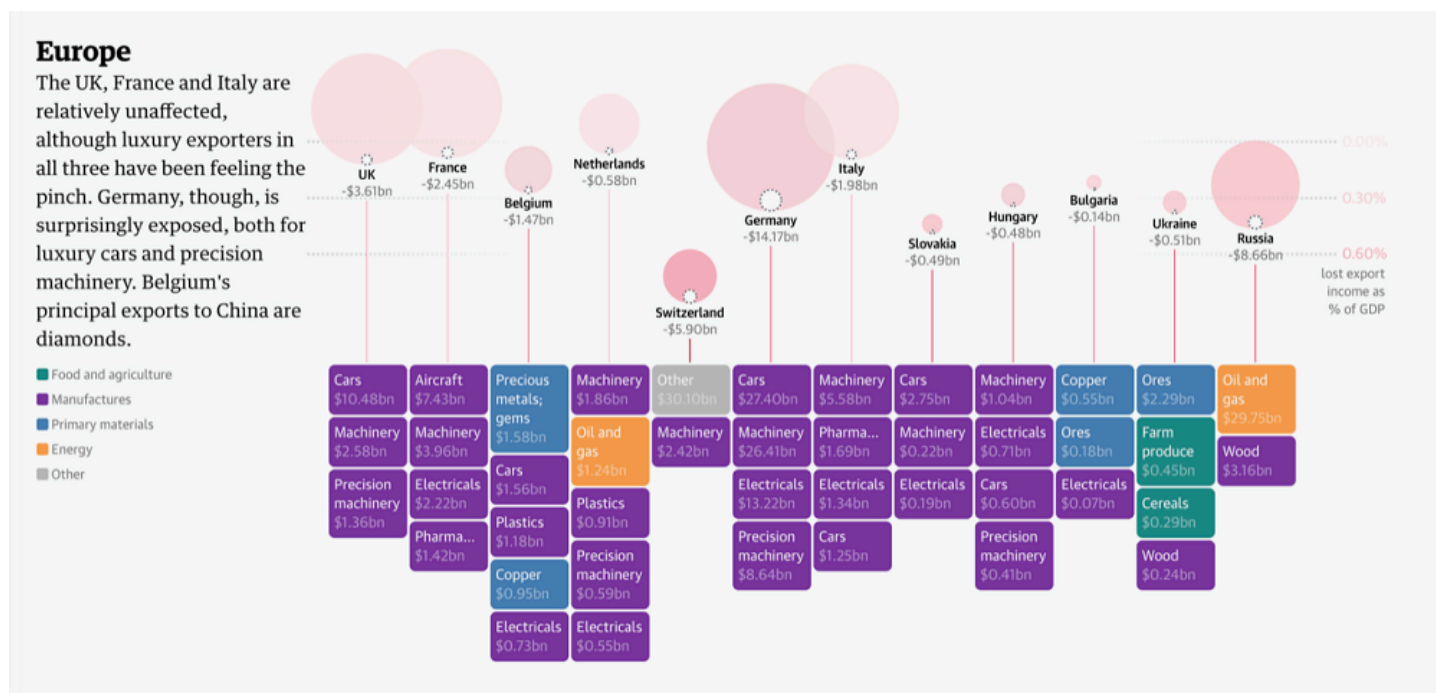 Europe
The UK, France and Italy are
relatively unaffected,
although luxury exporters in
all three have been feeling the
pinch. Germany, though, is
surprisingly exposed, both for
luxury cars and precision
machinery. Belgium's
principal exports to China are
diamonds.
Food and agriculture
Manufactures
Primary materials
Energy
Other
UK
-$3.61bn
France
-$2.45bn
Belgium
-$1.47bn
Netherlands
-$0.58bn
Switzerland
-$5.90bn
Germany
-$14.17bn
Italy
-$1.98bn
Slovakia
-$0.49bn
Hungary
-$0.48bn
Bulgaria
-$0.14bn
Ukraine
-$0.51bn
Russia
-$8.66bn
0.00%
0.30%
0.60%
lost export
income as
% of GDP
Cars
$10.48bn
Machinery
$2.58bn
Precision
machinery
$1.36bn
Aircraft
$7.43bn
Machinery
$3.96bn
Electricals
$2.22bn
Pharma...
$1.42bn
Precious
metals;
gems
$1.58bn
Cars
$1.56bn
Plastics
$1.18bn
Copper
$0.95bn
Electricals
$0.73bn
Machinery
$1.86bn
Oil and
gas
$1.24bn
Plastics
$0.91bn
Precision
machinery
$0.59bn
Electricals
$0.55bn
Other
$30.10bn
Machinery
$2.42bn
Cars
$27.40bn
Machinery
$26.41bn
Electricals
$13.22bn
Precision
machinery
$8.64bn
Machinery
$5.58bn
Pharma...
$1.69bn
Electricals
$1.34bn
Cars
$1.25bn
Cars
$2.75bn
Machinery
$0.22bn
Electricals
$0.19bn
Machinery
$1.04bn
Electricals
$0.71bn
Cars
$0.60bn
Precision
machinery
$0.41bn
Copper
$0.55bn
Ores
$0.18bn
Electricals
$0.07bn
Ores
$2.29bn
Farm
produce
$0.45bn
Cereals
$0.29bn
Wood
$0.24bn
Oil and
gas
$29.75bn
Wood
$3.16bn